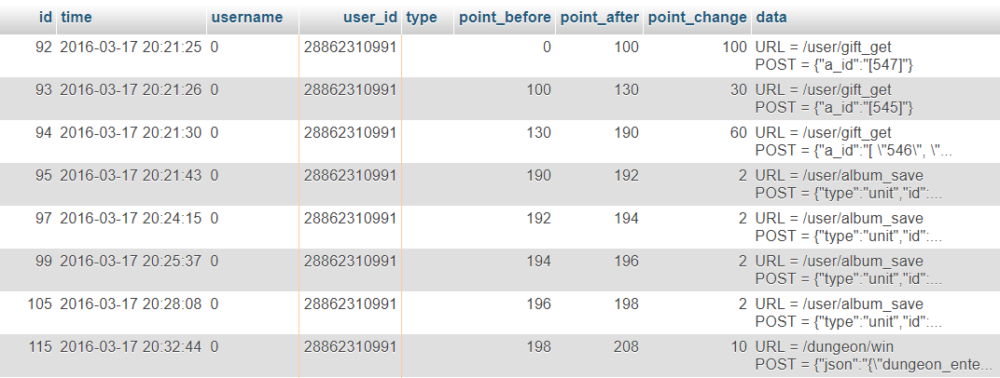 id time username user_id type point_before point_after point_change data
92 2016-03-17 20:21:25 0 28862310991 0 100 100 URL = /user/gift_get
POST = {"a_id":"[547]"}
93 2016-03-17 20:21:26 0 28862310991 100 130 30 URL = /user/gift_get
POST = {"a_id":"[545]"}
94 2016-03-17 20:21:30 0 28862310991 130 190 60 URL = /user/gift_get
POST = {"a_id":"[ \"546\", \"...
95 2016-03-17 20:21:43 0 28862310991 190 192 2 URL = /user/album_save
POST = {"type":"unit","id":...
97 2016-03-17 20:24:15 0 28862310991 192 194 2 URL = /user/album_save
POST = {"type":"unit","id":...
99 2016-03-17 20:25:37 0 28862310991 194 196 2 URL = /user/album_save
POST = {"type":"unit","id":...
105 2016-03-17 20:28:08 0 28862310991 196 198 2 URL = /user/album_save
POST = {"type":"unit","id":...
115 2016-03-17 20:32:44 0 28862310991 198 208 10 URL = /dungeon/win
POST = {"json":"{\"dungeon_ente...